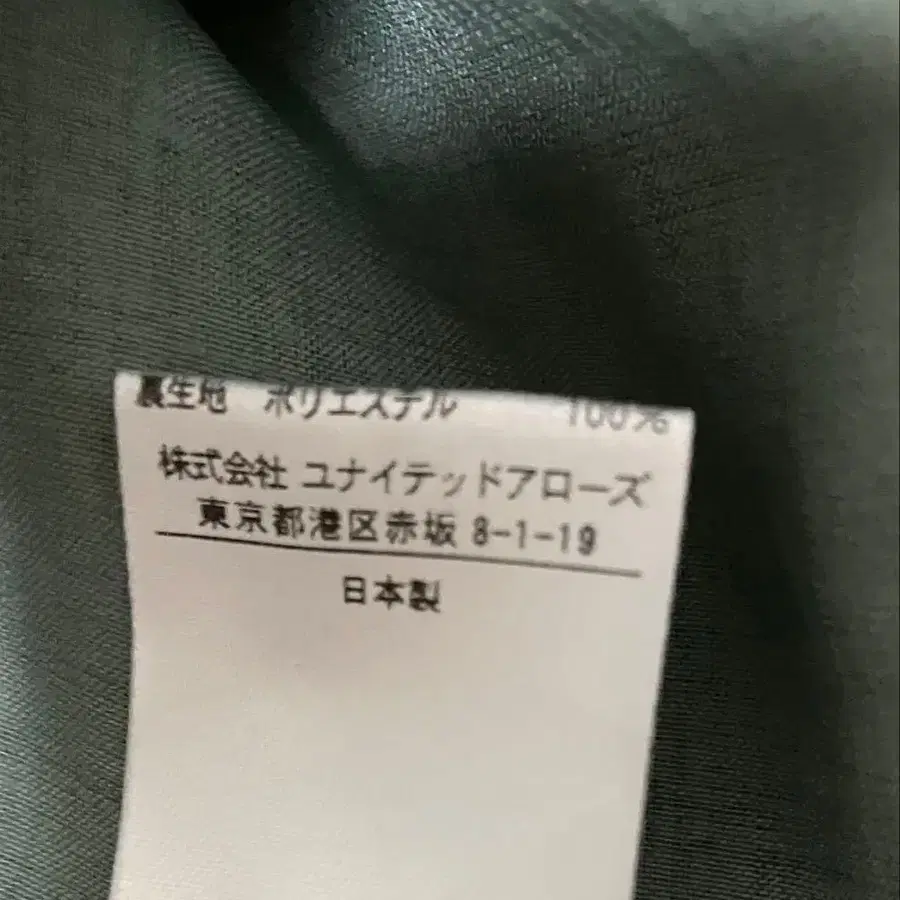 裏生地 ポリエステル 100%
株式会社 ユナイテッドアローズ
東京都港区赤坂 8-1-19
日本製